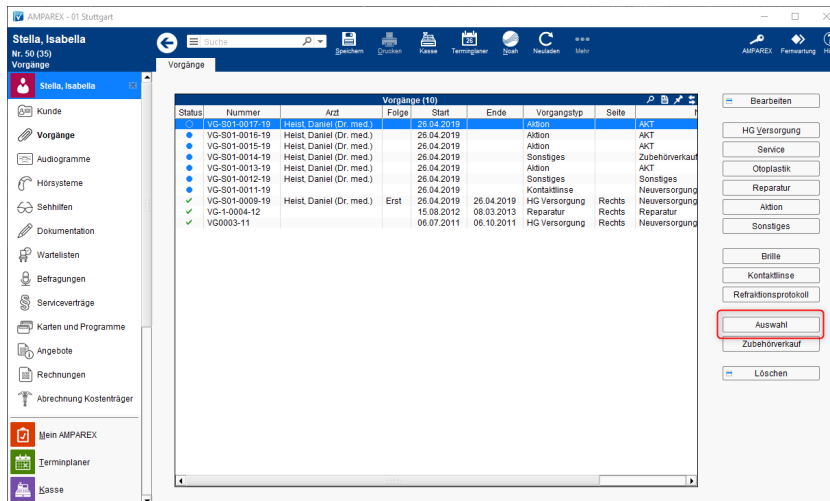 AMPAREX - 01 Stuttgart
Stella, Isabella
Nr. 50 (35)
Vorgänge
Suche
Speichern
Drucken
Kasse
26
Terminplaner
Noah
Neuladen
Mehr
AMPAREX
Fernwartung
Vorgänge
Stella, Isabella
Kunde
Vorgänge
Audiogramme
Hörsysteme
Sehhilfen
Dokumentation
Wartelisten
Befragungen
Serviceverträge
Karten und Programme
Angebote
Rechnungen
Abrechnung Kostenträger
Mein AMPAREX
Terminplaner
Kasse
Vorgänge (10)
Status Nummer Arzt Folge Start Ende Vorgangstyp Seite N
VG-S01-0017-19 Heist, Daniel (Dr. med.) 26.04.2019 Aktion AKT
VG-S01-0016-19 Heist, Daniel (Dr. med.) 26.04.2019 Aktion AKT
VG-S01-0015-19 Heist, Daniel (Dr. med.) 26.04.2019 Aktion AKT
VG-S01-0014-19 Heist, Daniel (Dr. med.) 26.04.2019 Sonstiges Zubehörverkauf
VG-S01-0013-19 Heist, Daniel (Dr. med.) 26.04.2019 Aktion AKT
VG-S01-0012-19 Heist, Daniel (Dr. med.) 26.04.2019 Sonstiges Sonstiges
VG-S01-0011-19 26.04.2019 Kontaktlinse Neuversorgung
VG-S01-0009-19 Heist, Daniel (Dr. med.) Erst 26.04.2019 26.04.2019 HG Versorgung Rechts Neuversorgung
VG-1-0004-12 15.08.2012 08.03.2013 Reparatur Rechts Reparatur
VG0003-11 06.07.2011 06.10.2011 HG Versorgung Rechts Neuversorgung
Bearbeiten
HG Versorgung
Service
Otoplastik
Reparatur
Aktion
Sonstiges
Brille
Kontaktlinse
Refraktionsprotokoll
Auswahl
Zubehörverkauf
Löschen